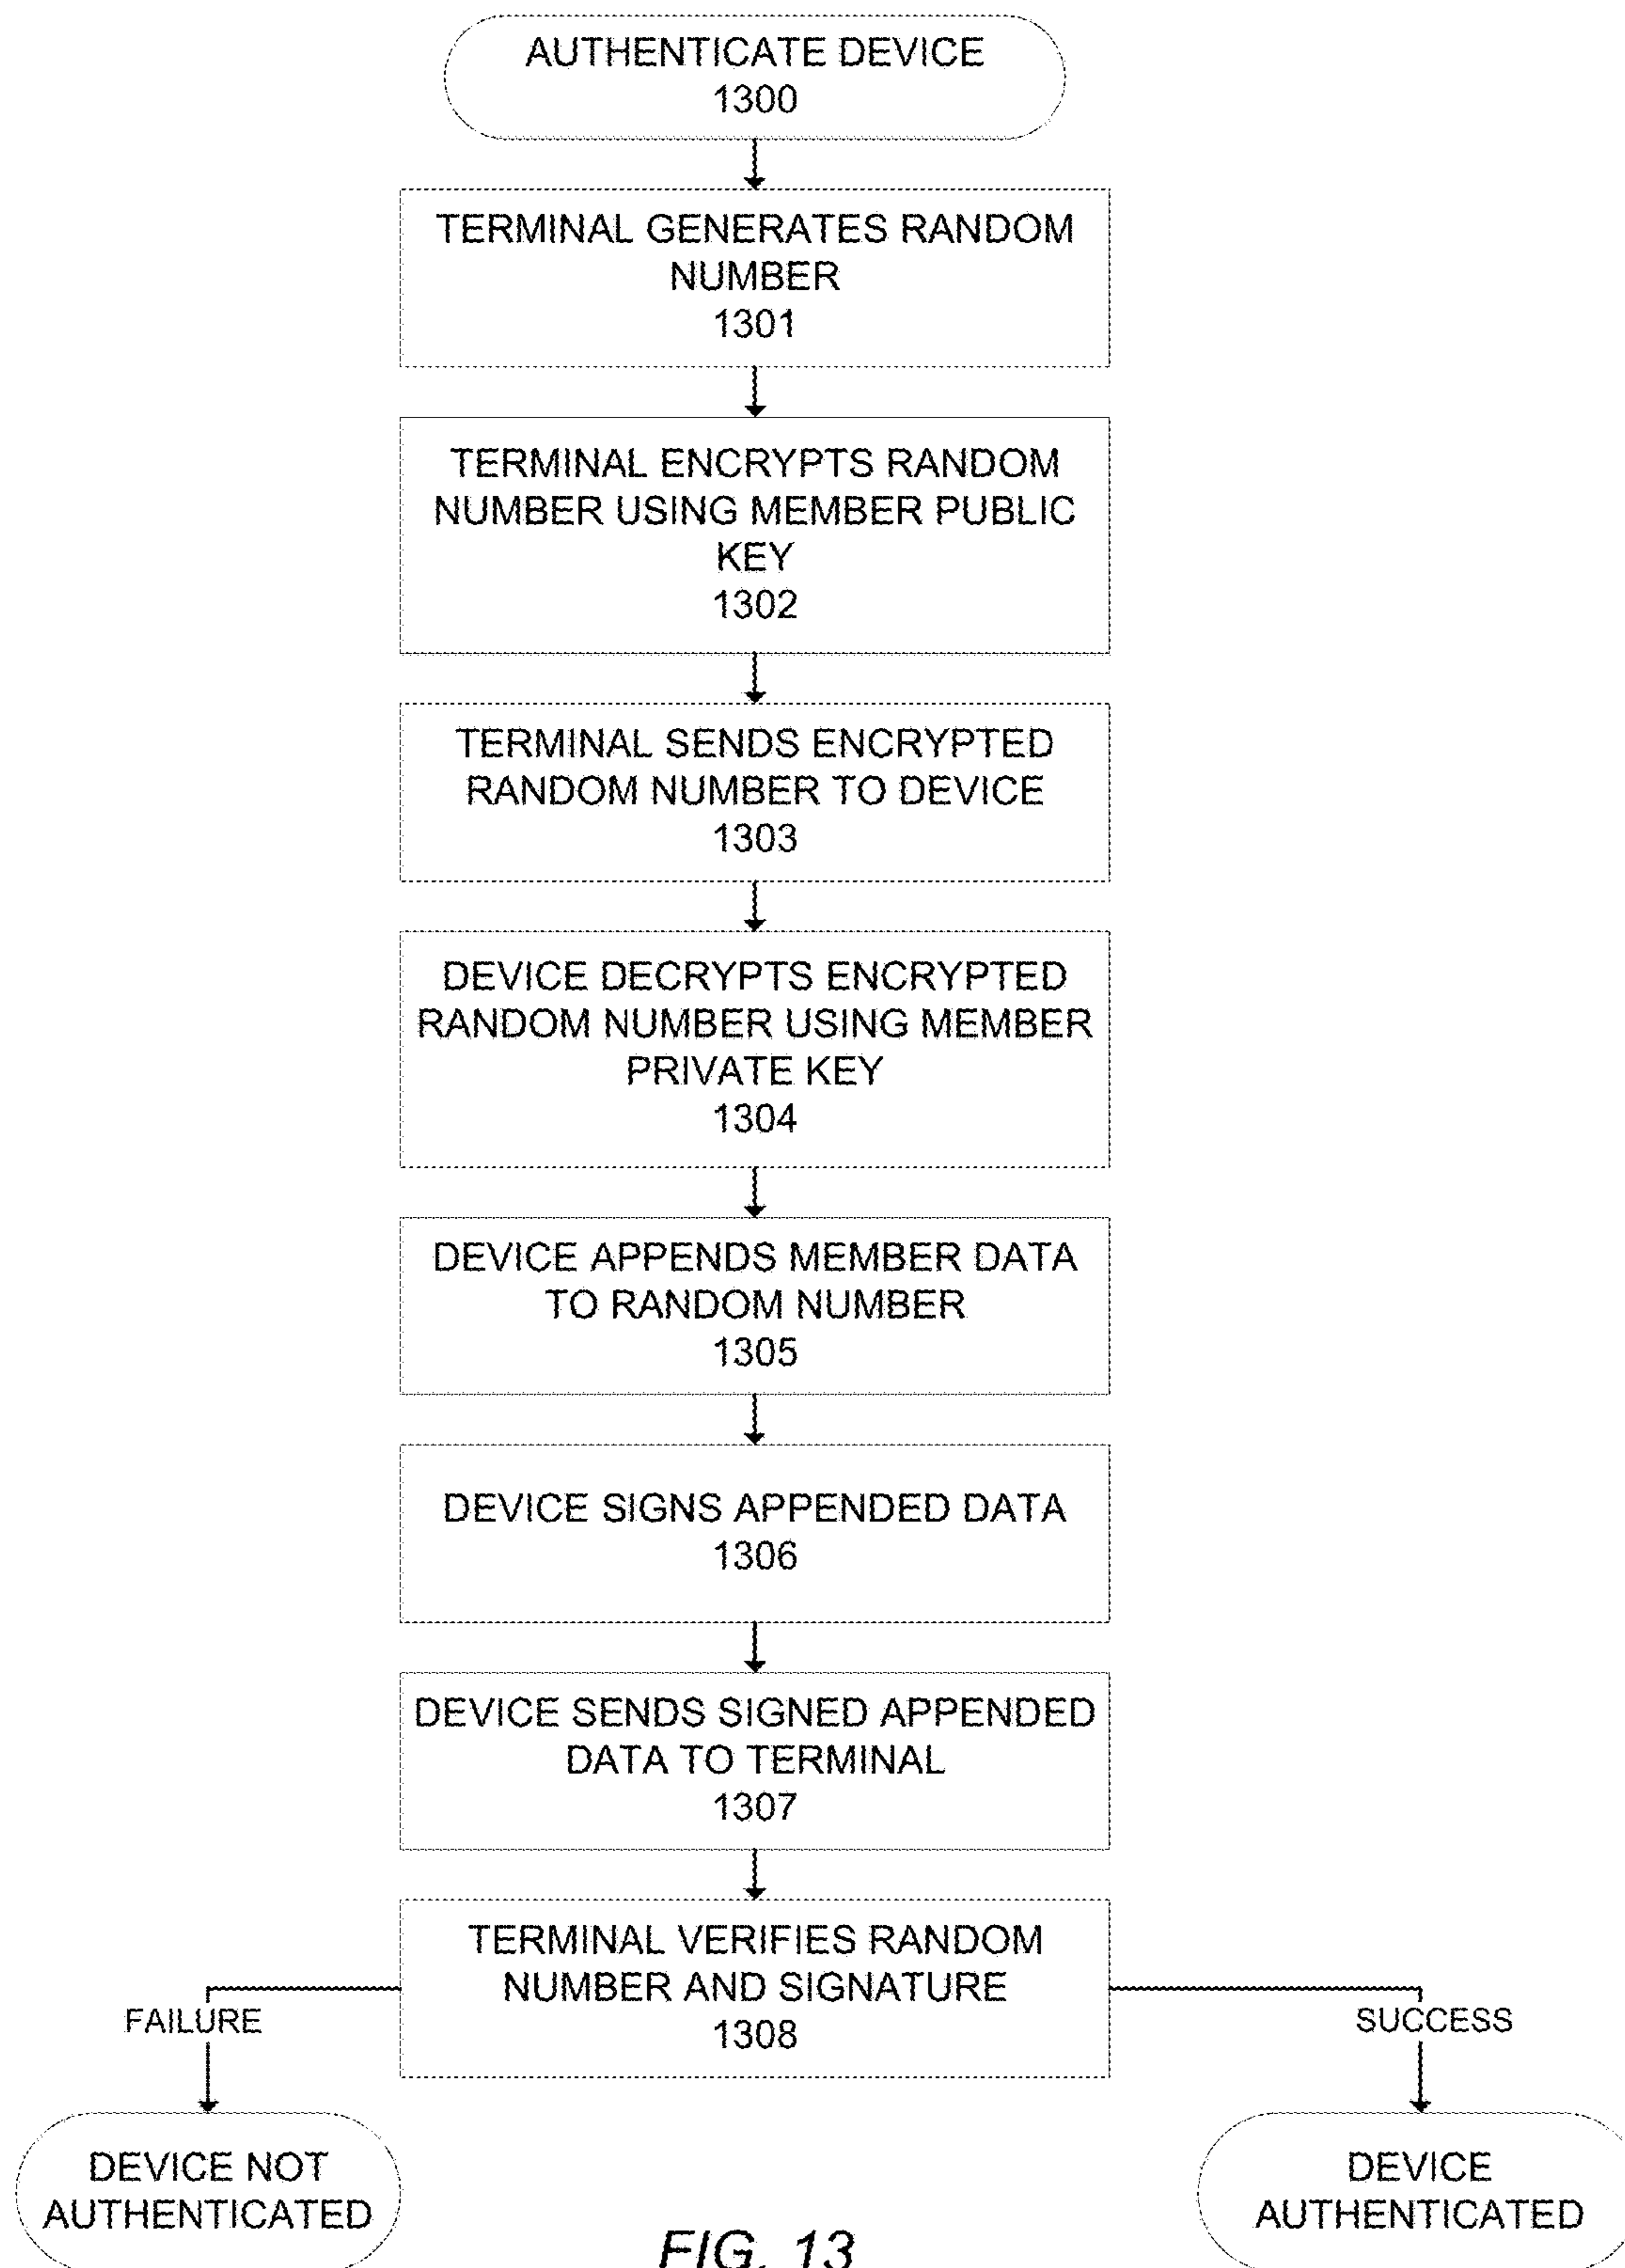 AUTHENTICATE DEVICE
1300
TERMINAL GENERATES RANDOM
NUMBER
1301
TERMINAL ENCRYPTS RANDOM
NUMBER USING MEMBER PUBLIC
KEY
1302
TERMINAL SENDS ENCRYPTED
RANDOM NUMBER TO DEVICE
1303
DEVICE DECRYPTS ENCRYPTED
RANDOM NUMBER USING MEMBER
PRIVATE KEY
1304
DEVICE APPENDS MEMBER DATA
TO RANDOM NUMBER
1305
DEVICE SIGNS APPENDED DATA
1306
DEVICE SENDS SIGNED APPENDED
DATA TO TERMINAL
1307
TERMINAL VERIFIES RANDOM
NUMBER AND SIGNATURE
1308
FAILURE
SUCCESS
DEVICE NOT
AUTHENTICATED
DEVICE
AUTHENTICATED
FIG. 13